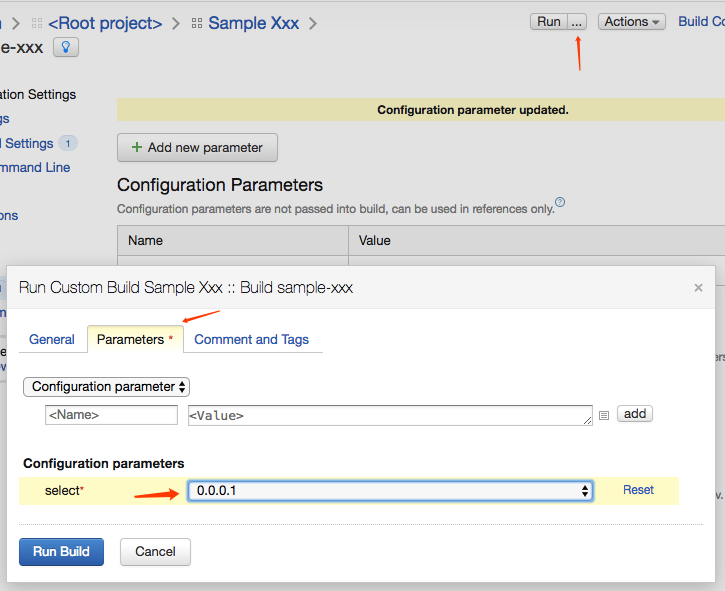 <Root project> Sample Xxx Run ... Actions
e-xxx
ation Settings
gs
Configuration parameter updated.
Settings 1
+ Add new parameter
mmand Line
Configuration Parameters
Configuration parameters are not passed into build, can be used in references only. ?
ons
Name Value
Run Custom Build Sample Xxx :: Build sample-xxx ×
General Parameters * Comment and Tags
Configuration parameter
<Name> <Value> add
Configuration parameters
select* 0.0.0.1 Reset
Run Build Cancel